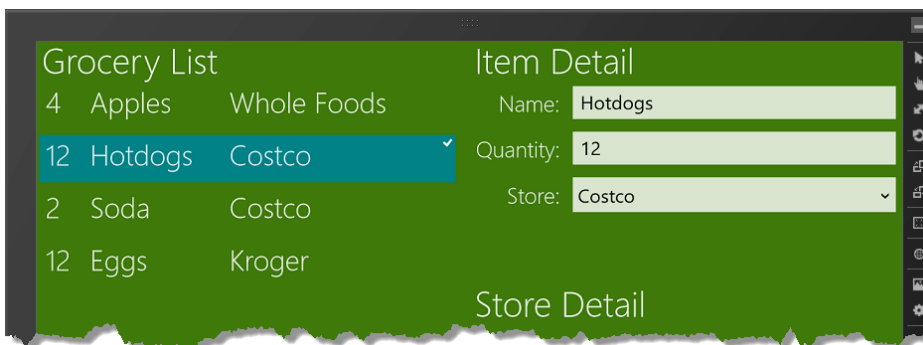 Grocery List
4 Apples Whole Foods
12 Hotdogs Costco
2 Soda Costco
12 Eggs Kroger
Item Detail
Name: Hotdogs
Quantity: 12
Store: Costco
Store Detail